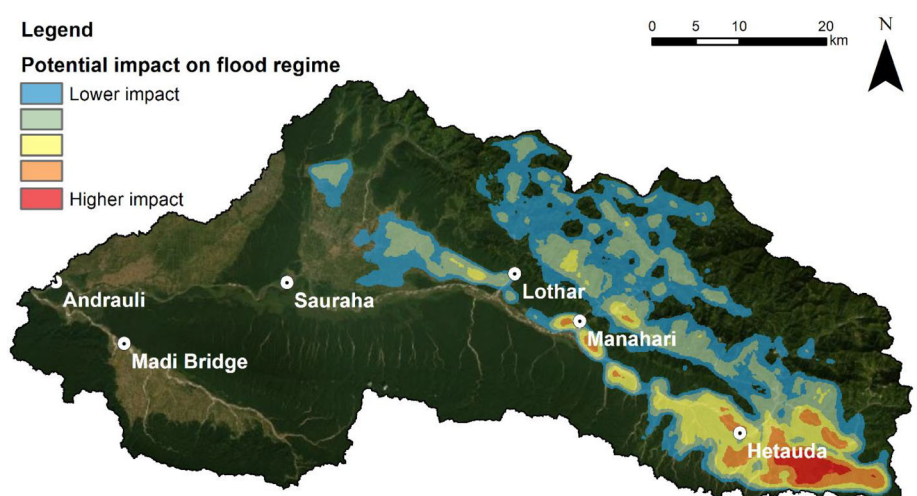 Legend
Potential impact on flood regime
Lower impact
Higher impact
0 5 10 20
km
N
Andrauli
Sauraha
Lothar
Manahari
Madi Bridge
Hetauda